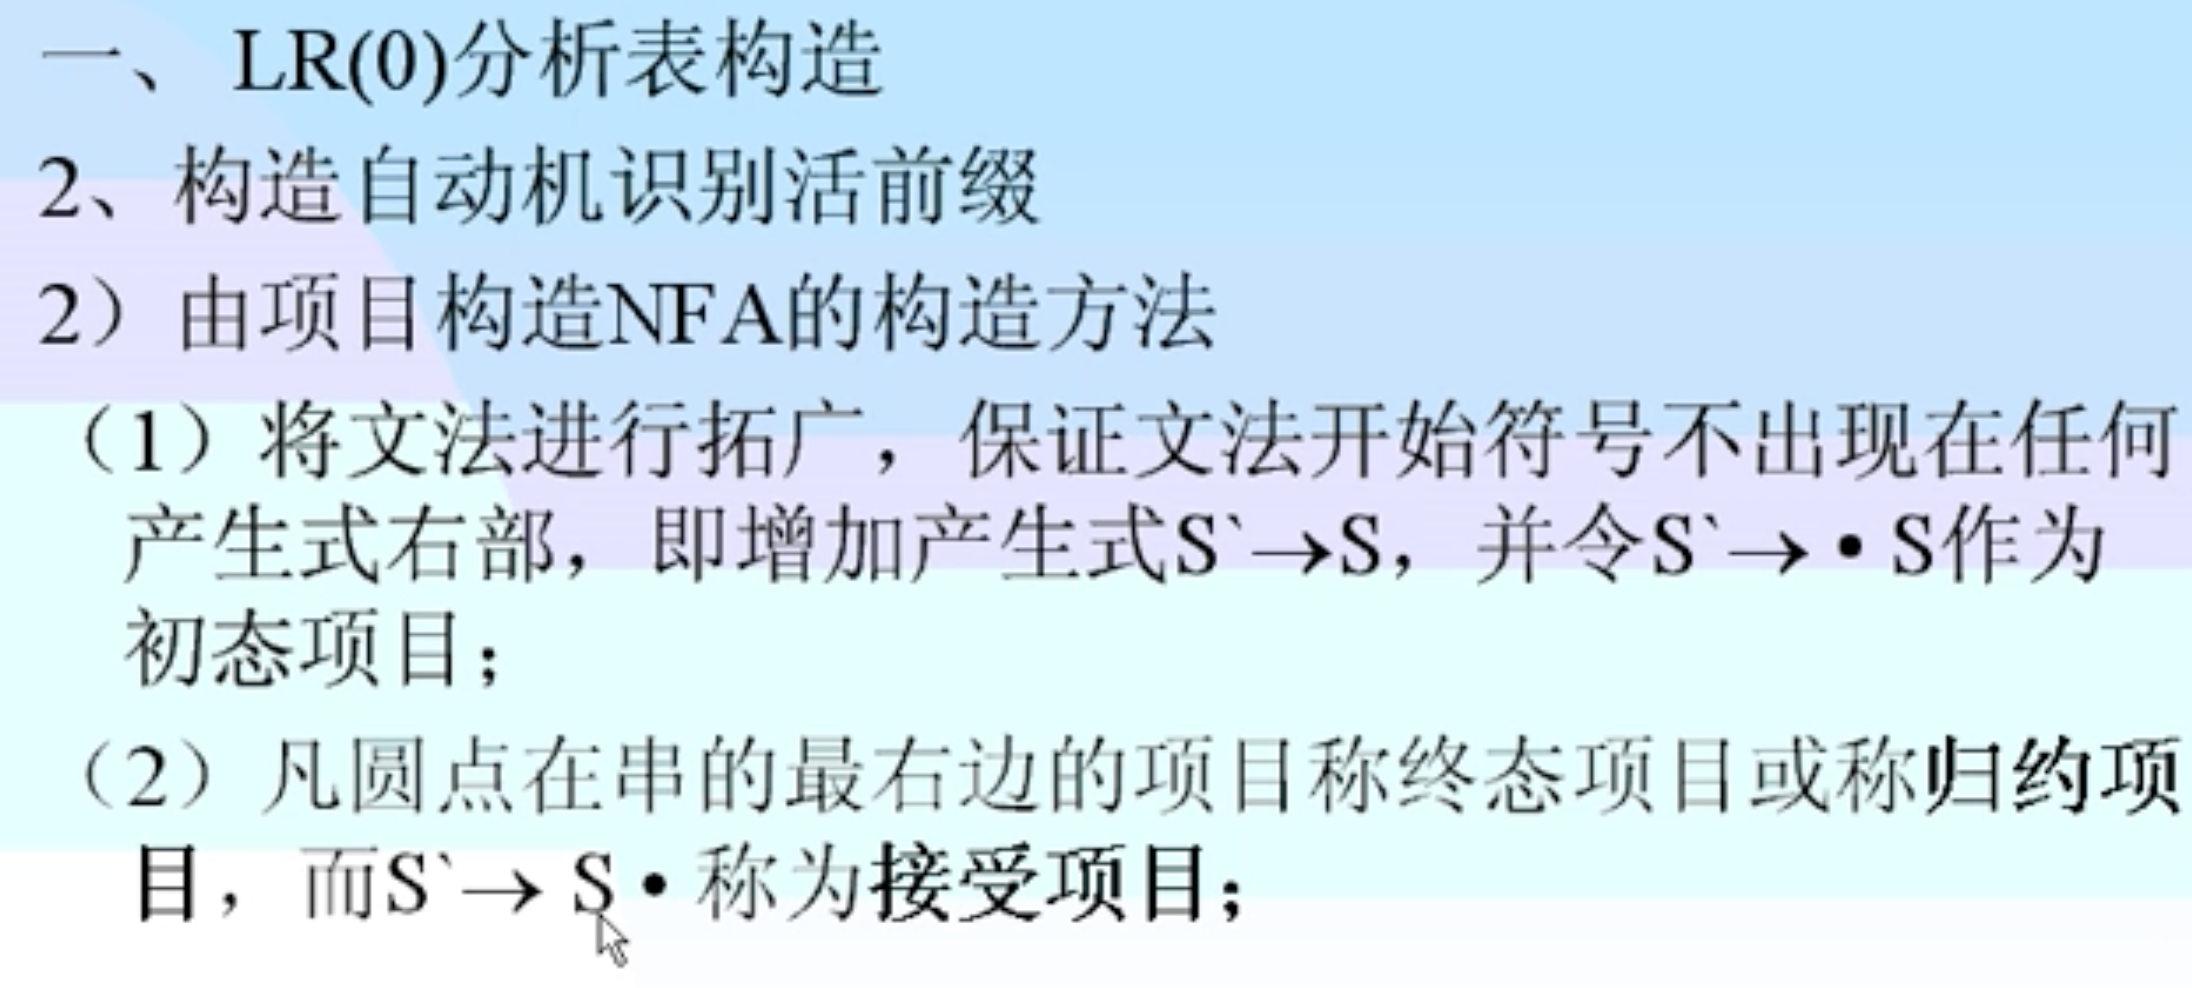 一、 LR(0)分析表构造
2、构造自动机识别活前缀
2）由项目构造NFA的构造方法
（1）将文法进行拓广，保证文法开始符号不出现在任何
产生式右部，即增加产生式S`→S，并令S`→•S作为
初态项目；
（2）凡圆点在串的最右边的项目称终态项目或称归约项
目，而S`→ S•称为接受项目；